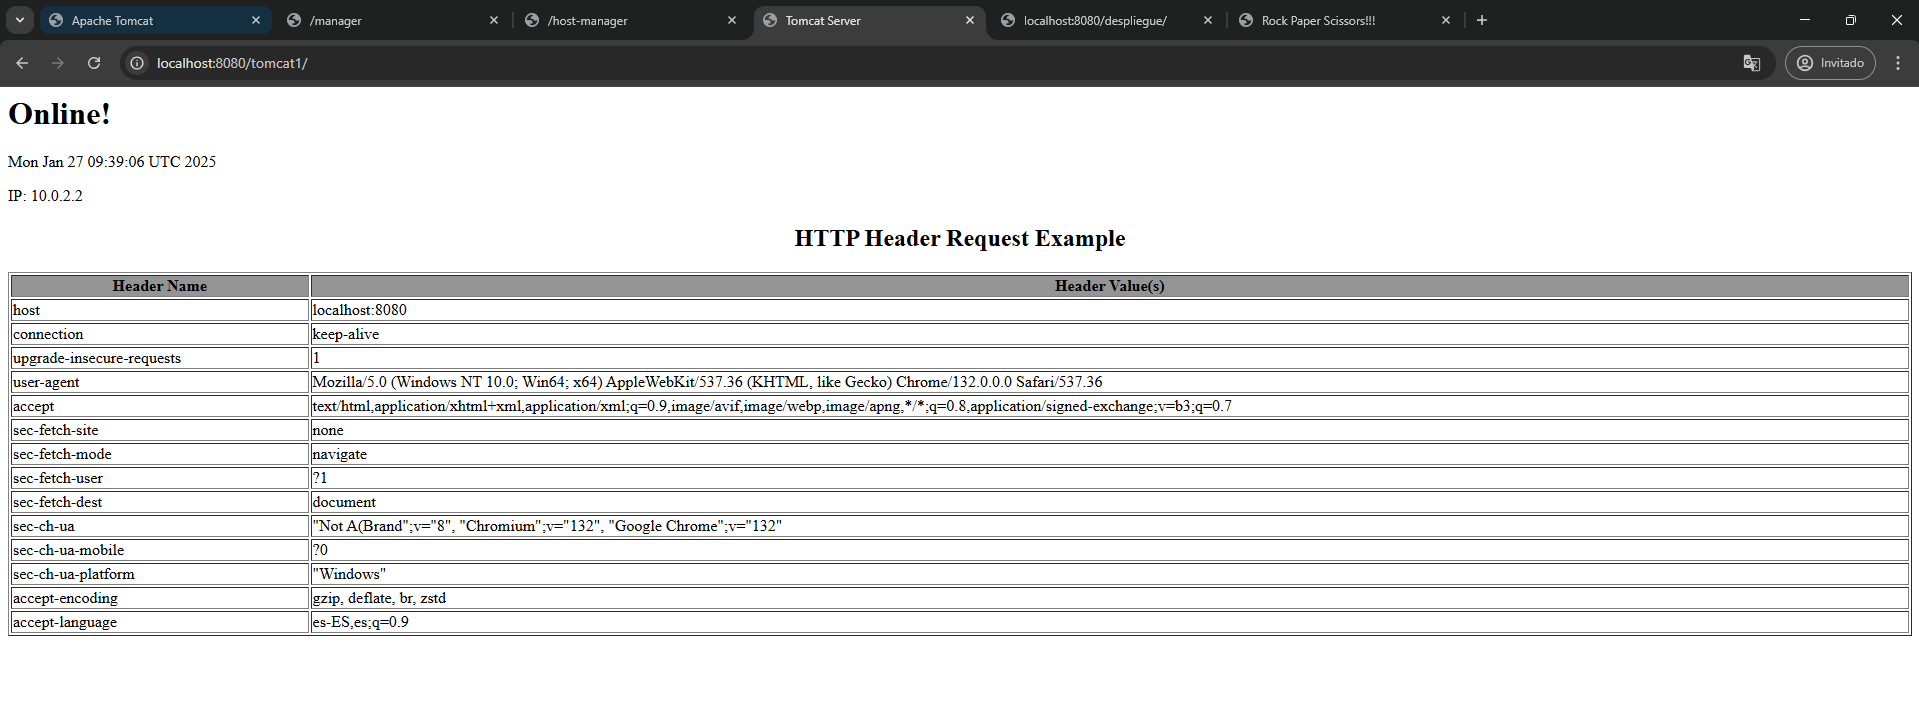 Apache Tomcat
/manager
/host-manager
Tomcat Server
localhost:8080/despliegue/
Rock Paper Scissors!!!
localhost:8080/tomcat1/
Invitado
Online!
Mon Jan 27 09:39:06 UTC 2025
IP: 10.0.2.2
HTTP Header Request Example
Header Name Header Value(s)
host localhost:8080
connection keep-alive
upgrade-insecure-requests 1
user-agent Mozilla/5.0 (Windows NT 10.0; Win64; x64) AppleWebKit/537.36 (KHTML, like Gecko) Chrome/132.0.0.0 Safari/537.36
accept text/html,application/xhtml+xml,application/xml;q=0.9,image/avif,image/webp,image/apng,*/*;q=0.8,application/signed-exchange;v=b3;q=0.7
sec-fetch-site none
sec-fetch-mode navigate
sec-fetch-user ?1
sec-fetch-dest document
sec-ch-ua "Not A(Brand";v="8", "Chromium";v="132", "Google Chrome";v="132"
sec-ch-ua-mobile ?0
sec-ch-ua-platform "Windows"
accept-encoding gzip, deflate, br, zstd
accept-language es-ES,es;q=0.9